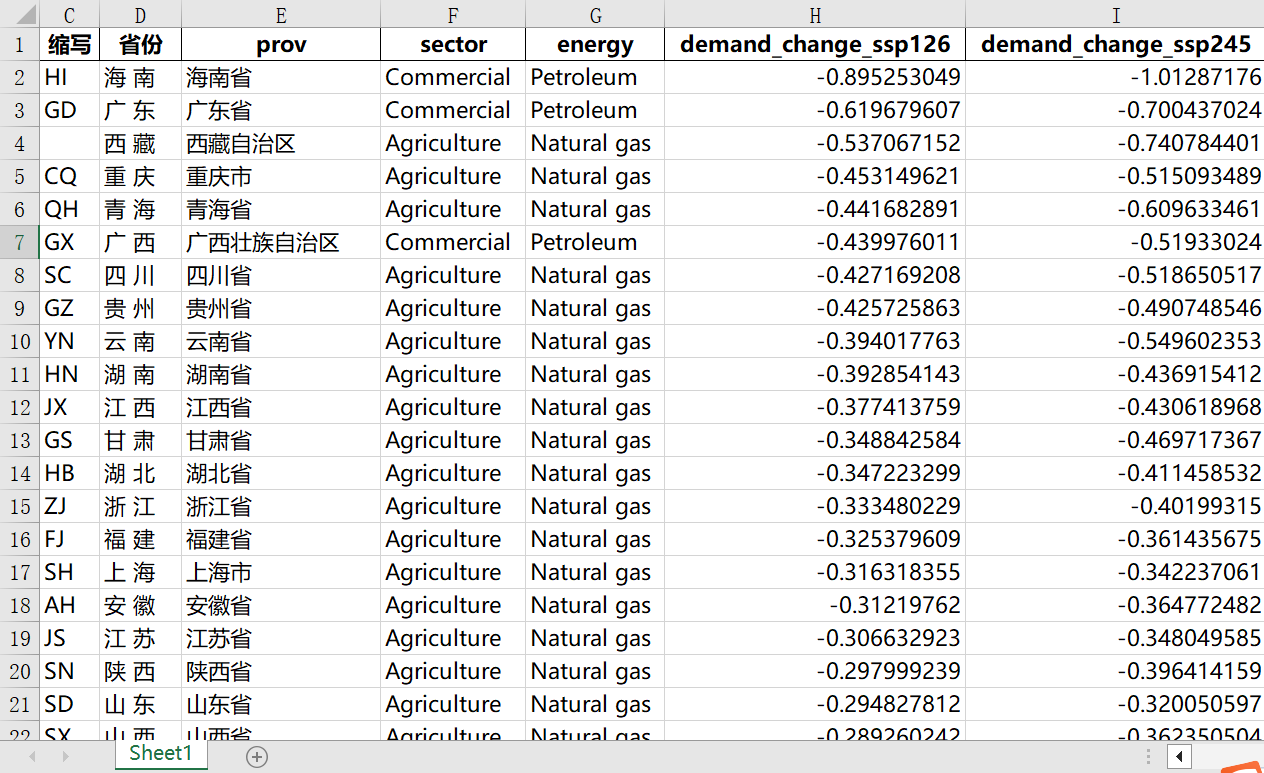 C D E F G H I
1 缩写 省份 prov sector energy demand_change_ssp126 demand_change_ssp245
2 HI 海 南 海南省 Commercial Petroleum -0.895253049 -1.01287176
3 GD 广 东 广东省 Commercial Petroleum -0.619679607 -0.700437024
4 西 藏 西藏自治区 Agriculture Natural gas -0.537067152 -0.740784401
5 CQ 重 庆 重庆市 Agriculture Natural gas -0.453149621 -0.515093489
6 QH 青 海 青海省 Agriculture Natural gas -0.441682891 -0.609633461
7 GX 广 西 广西壮族自治区 Commercial Petroleum -0.439976011 -0.51933024
8 SC 四 川 四川省 Agriculture Natural gas -0.427169208 -0.518650517
9 GZ 贵 州 贵州省 Agriculture Natural gas -0.425725863 -0.490748546
10 YN 云 南 云南省 Agriculture Natural gas -0.394017763 -0.549602353
11 HN 湖 南 湖南省 Agriculture Natural gas -0.392854143 -0.436915412
12 JX 江 西 江西省 Agriculture Natural gas -0.377413759 -0.430618968
13 GS 甘 肃 甘肃省 Agriculture Natural gas -0.348842584 -0.469717367
14 HB 湖 北 湖北省 Agriculture Natural gas -0.347223299 -0.411458532
15 ZJ 浙 江 浙江省 Agriculture Natural gas -0.333480229 -0.40199315
16 FJ 福 建 福建省 Agriculture Natural gas -0.325379609 -0.361435675
17 SH 上 海 上海市 Agriculture Natural gas -0.316318355 -0.342237061
18 AH 安 徽 安徽省 Agriculture Natural gas -0.31219762 -0.364772482
19 JS 江 苏 江苏省 Agriculture Natural gas -0.306632923 -0.348049585
20 SN 陕 西 陕西省 Agriculture Natural gas -0.297999239 -0.396414159
21 SD 山 东 山东省 Agriculture Natural gas -0.294827812 -0.320050597
22 SX 山 西 山西省 Agriculture Natural gas -0.289260242 -0.362350504
Sheet1